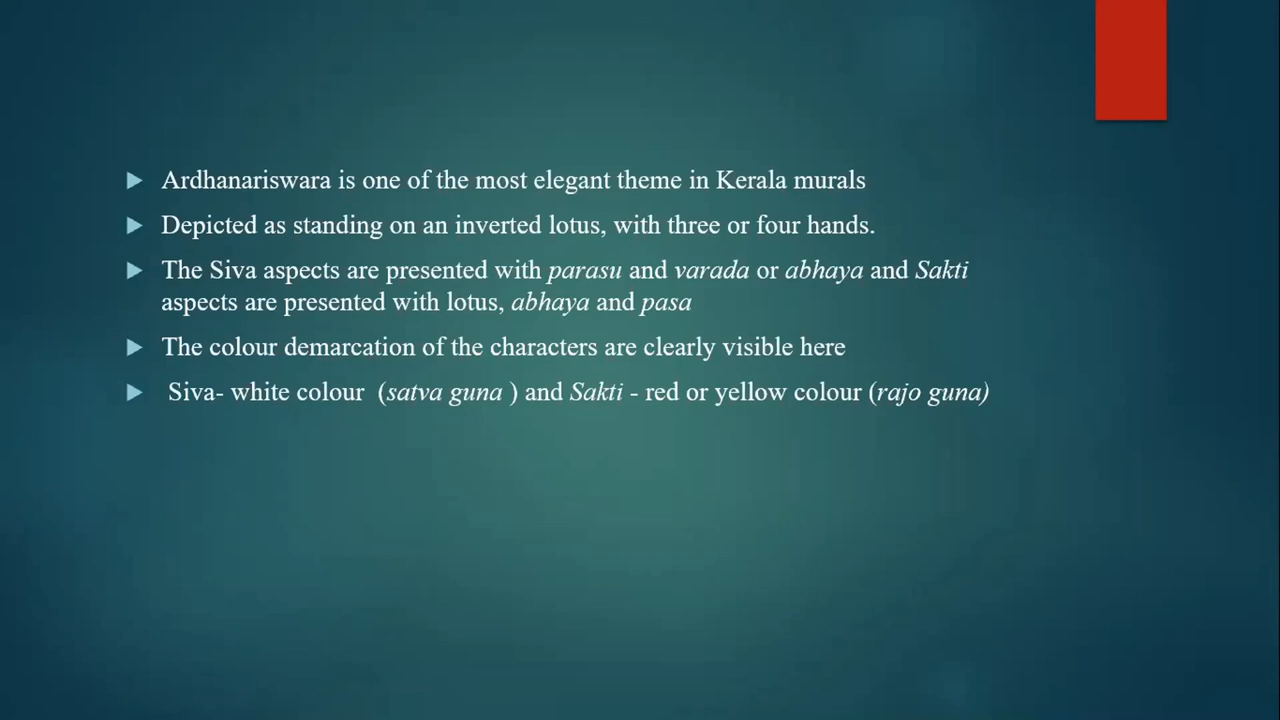 Ardhanariswara is one of the most elegant theme in Kerala murals
Depicted as standing on an inverted lotus, with three or four hands.
The Siva aspects are presented with parasu and varada or abhaya and Sakti
aspects are presented with lotus, abhaya and pasa
The colour demarcation of the characters are clearly visible here
Siva- white colour (satva guna ) and Sakti - red or yellow colour (rajo guna)